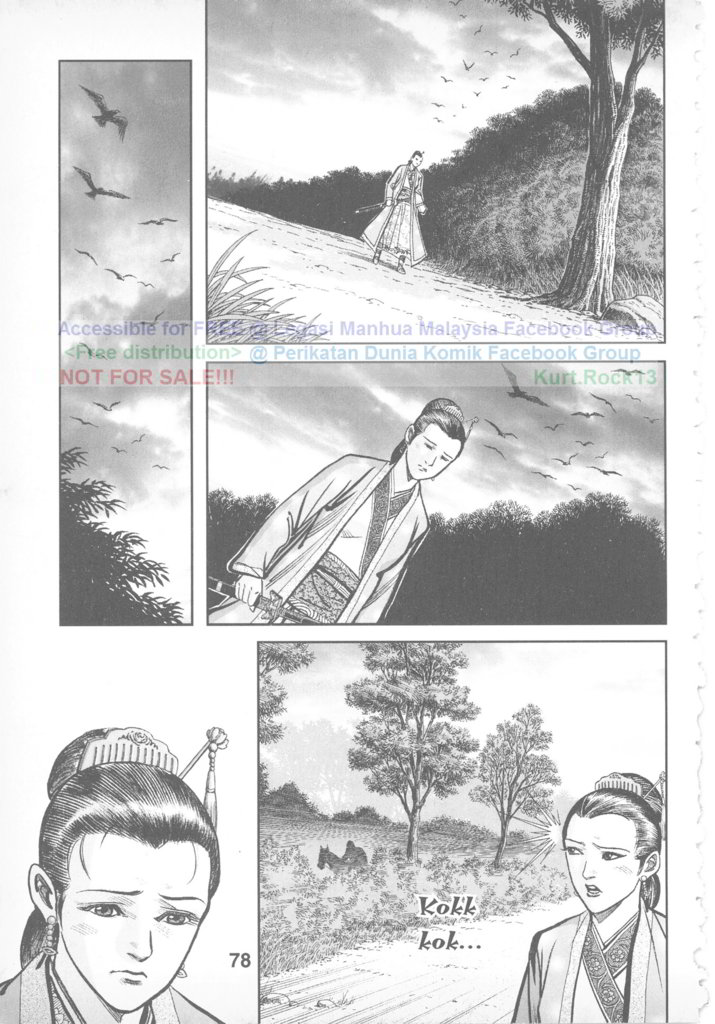 Accessible for FREE @ Legasi Manhua Malaysia Facebook Group
<Free distribution> @ Perikatan Dunia Komik Facebook Group
NOT FOR SALE!!! Kurt.Rock13
Kokk
kok...
78